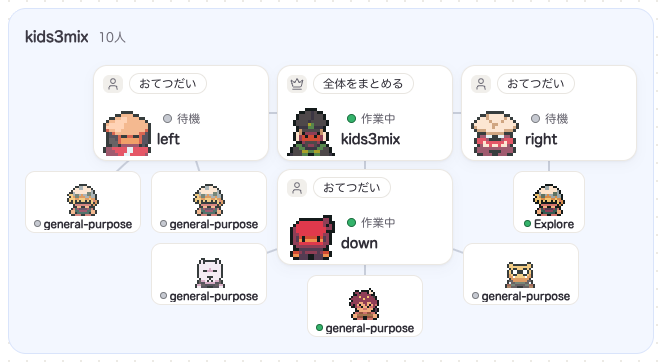 kids3mix 10人
おてつだい
待機
left
全体をまとめる
作業中
kids3mix
おてつだい
待機
right
general-purpose
general-purpose
おてつだい
作業中
down
Explore
general-purpose
general-purpose
general-purpose